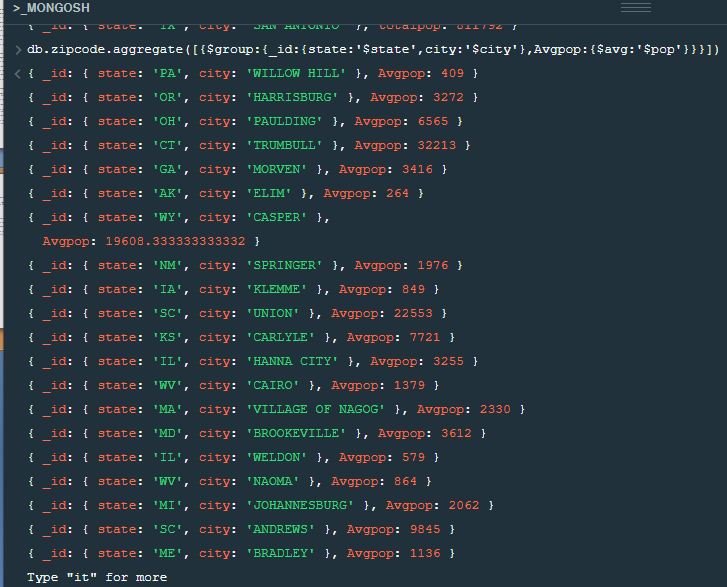 >_MONGOSH
{ _id: { state: 'TX', city: 'SAN ANTONIO' }, totalpop: 811792 }
> db.zipcode.aggregate([{$group:{_id:{state:'$state',city:'$city'},Avgpop:{$avg:'$pop'}}}])
< { _id: { state: 'PA', city: 'WILLOW HILL' }, Avgpop: 409 }
{ _id: { state: 'OR', city: 'HARRISBURG' }, Avgpop: 3272 }
{ _id: { state: 'OH', city: 'PAULDING' }, Avgpop: 6565 }
{ _id: { state: 'CT', city: 'TRUMBULL' }, Avgpop: 32213 }
{ _id: { state: 'GA', city: 'MORVEN' }, Avgpop: 3416 }
{ _id: { state: 'AK', city: 'ELIM' }, Avgpop: 264 }
{ _id: { state: 'WY', city: 'CASPER' },
Avgpop: 19608.333333333332 }
{ _id: { state: 'NM', city: 'SPRINGER' }, Avgpop: 1976 }
{ _id: { state: 'IA', city: 'KLEMME' }, Avgpop: 849 }
{ _id: { state: 'SC', city: 'UNION' }, Avgpop: 22553 }
{ _id: { state: 'KS', city: 'CARLYLE' }, Avgpop: 7721 }
{ _id: { state: 'IL', city: 'HANNA CITY' }, Avgpop: 3255 }
{ _id: { state: 'WV', city: 'CAIRO' }, Avgpop: 1379 }
{ _id: { state: 'MA', city: 'VILLAGE OF NAGOG' }, Avgpop: 2330 }
{ _id: { state: 'MD', city: 'BROOKEVILLE' }, Avgpop: 3612 }
{ _id: { state: 'IL', city: 'WELDON' }, Avgpop: 579 }
{ _id: { state: 'WV', city: 'NAOMA' }, Avgpop: 864 }
{ _id: { state: 'MI', city: 'JOHANNESBURG' }, Avgpop: 2062 }
{ _id: { state: 'SC', city: 'ANDREWS' }, Avgpop: 9845 }
{ _id: { state: 'ME', city: 'BRADLEY' }, Avgpop: 1136 }
Type "it" for more